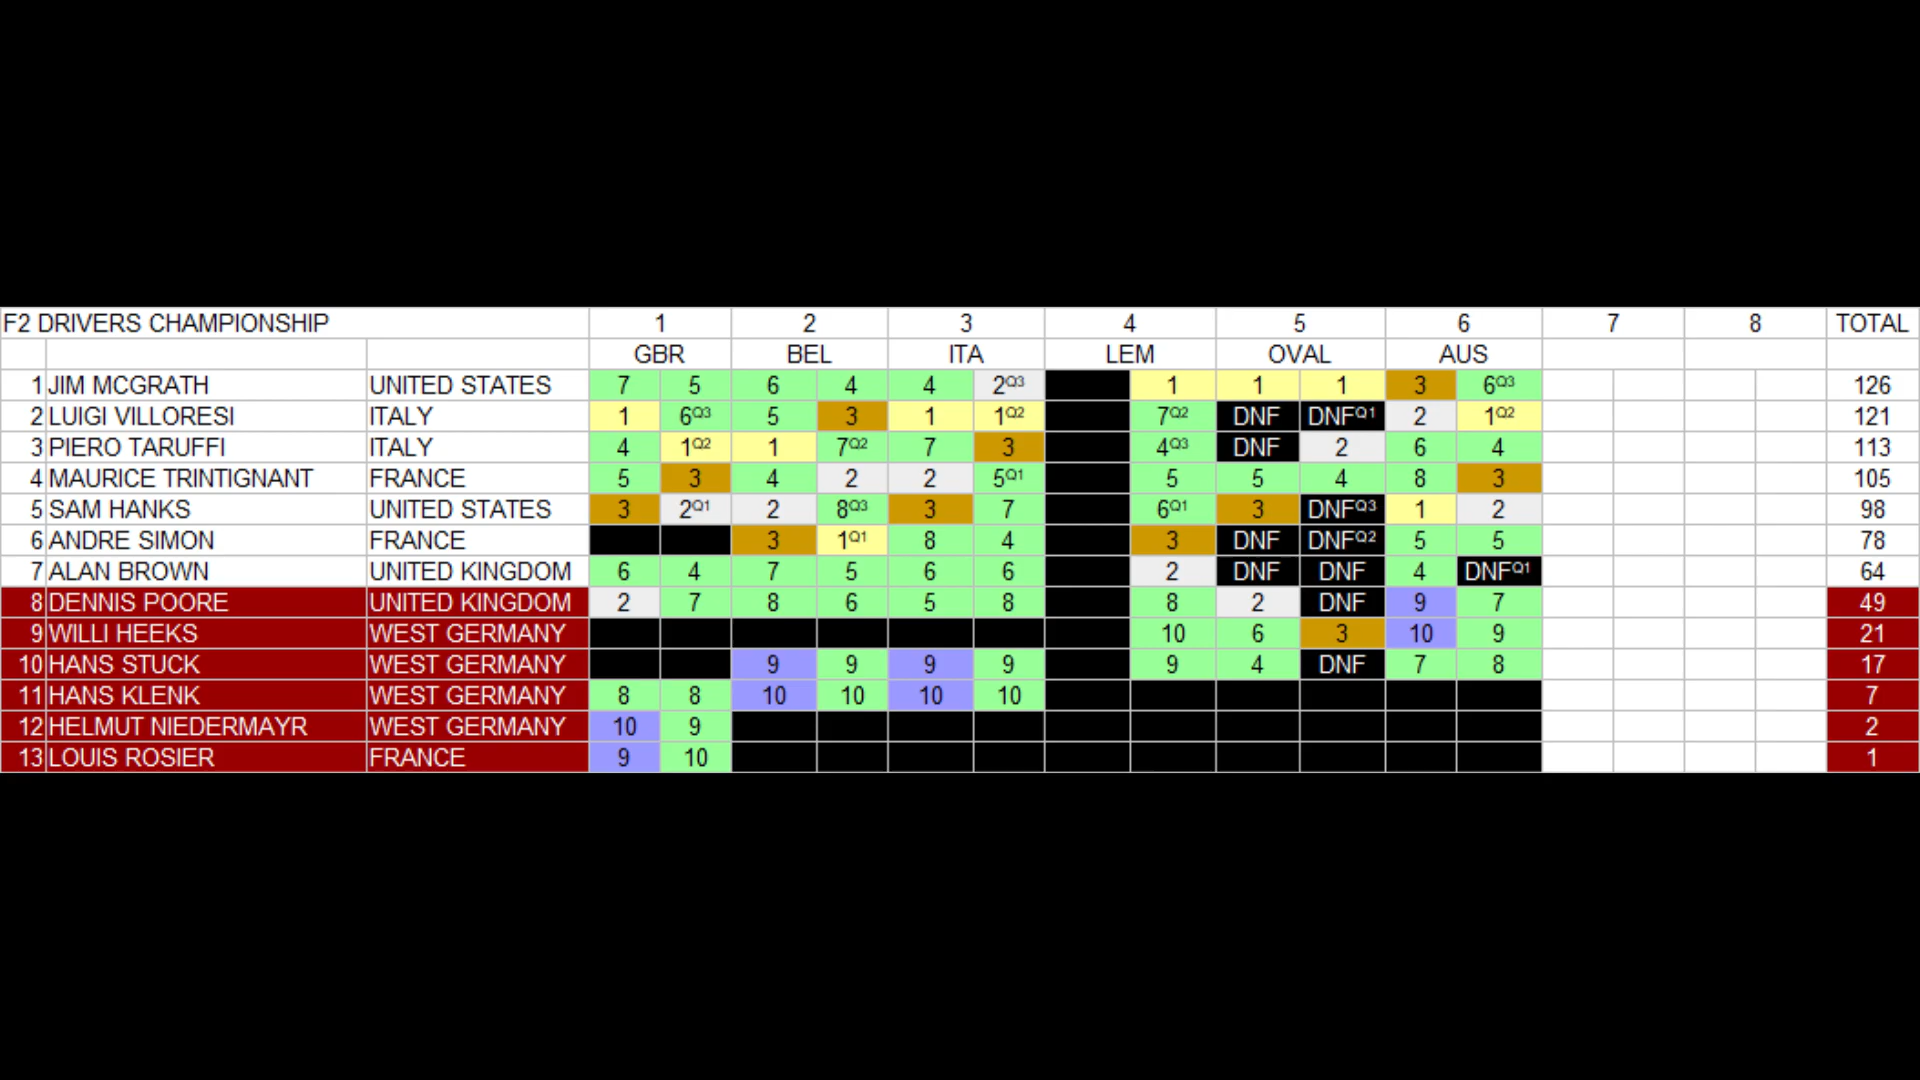 F2 DRIVERS CHAMPIONSHIP 1 2 3 4 5 6 7 8 TOTAL
GBR BEL ITA LEM OVAL AUS
1 JIM MCGRATH UNITED STATES 7 5 6 4 4 2Q3 1 1 1 3 6Q3 126
2 LUIGI VILLORESI ITALY 1 6Q3 5 3 1 1Q2 7Q2 DNF DNFQ1 2 1Q2 121
3 PIERO TARUFFI ITALY 4 1Q2 1 7Q2 7 3 4Q3 DNF 2 6 4 113
4 MAURICE TRINTIGNANT FRANCE 5 3 4 2 2 5Q1 5 5 4 8 3 105
5 SAM HANKS UNITED STATES 3 2Q1 2 8Q3 3 7 6Q1 3 DNFQ3 1 2 98
6 ANDRE SIMON FRANCE 3 1Q1 8 4 3 DNF DNFQ2 5 5 78
7 ALAN BROWN UNITED KINGDOM 6 4 7 5 6 6 2 DNF DNF 4 DNFQ1 64
8 DENNIS POORE UNITED KINGDOM 2 7 8 6 5 8 8 2 DNF 9 7 49
9 WILLI HEEKS WEST GERMANY 10 6 3 10 9 21
10 HANS STUCK WEST GERMANY 9 9 9 9 9 4 DNF 7 8 17
11 HANS KLENK WEST GERMANY 8 8 10 10 10 10 7
12 HELMUT NIEDERMAYR WEST GERMANY 10 9 2
13 LOUIS ROSIER FRANCE 9 10 1